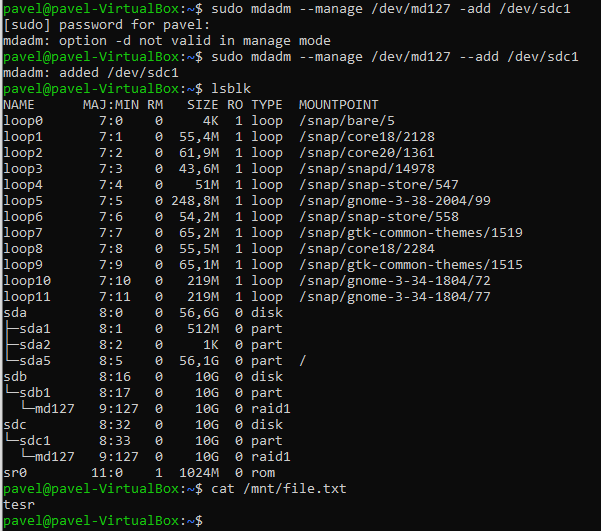 pavel@pavel-VirtualBox:~$ sudo mdadm --manage /dev/md127 -add /dev/sdc1
[sudo] password for pavel:
mdadm: option -d not valid in manage mode
pavel@pavel-VirtualBox:~$ sudo mdadm --manage /dev/md127 --add /dev/sdc1
mdadm: added /dev/sdc1
pavel@pavel-VirtualBox:~$ lsblk
NAME      MAJ:MIN RM   SIZE RO TYPE  MOUNTPOINT
loop0       7:0    0     4K  1 loop  /snap/bare/5
loop1       7:1    0  55,4M  1 loop  /snap/core18/2128
loop2       7:2    0  61,9M  1 loop  /snap/core20/1361
loop3       7:3    0  43,6M  1 loop  /snap/snapd/14978
loop4       7:4    0    51M  1 loop  /snap/snap-store/547
loop5       7:5    0 248,8M  1 loop  /snap/gnome-3-38-2004/99
loop6       7:6    0  54,2M  1 loop  /snap/snap-store/558
loop7       7:7    0  65,2M  1 loop  /snap/gtk-common-themes/1519
loop8       7:8    0  55,5M  1 loop  /snap/core18/2284
loop9       7:9    0  65,1M  1 loop  /snap/gtk-common-themes/1515
loop10      7:10   0   219M  1 loop  /snap/gnome-3-34-1804/72
loop11      7:11   0   219M  1 loop  /snap/gnome-3-34-1804/77
sda         8:0    0  56,6G  0 disk
├─sda1      8:1    0   512M  0 part
├─sda2      8:2    0     1K  0 part
└─sda5      8:5    0  56,1G  0 part  /
sdb         8:16   0    10G  0 disk
└─sdb1      8:17   0    10G  0 part
  └─md127   9:127  0    10G  0 raid1
sdc         8:32   0    10G  0 disk
└─sdc1      8:33   0    10G  0 part
  └─md127   9:127  0    10G  0 raid1
sr0        11:0    1  1024M  0 rom
pavel@pavel-VirtualBox:~$ cat /mnt/file.txt
tesr
pavel@pavel-VirtualBox:~$